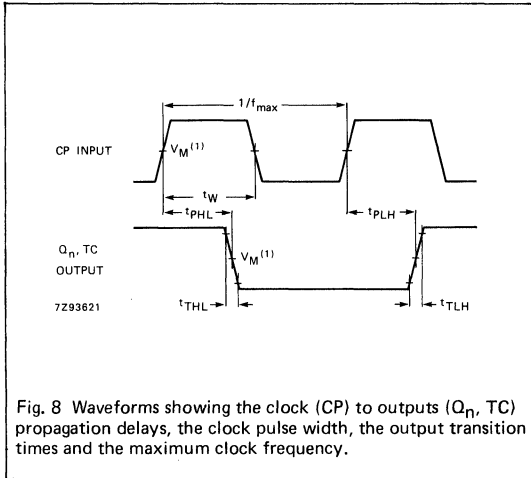 1/fmax
CP INPUT
VM(1)
tW
tPHL
tPLH
Qn, TC
OUTPUT
VM(1)
7Z93621
tTHL
tTLH
Fig. 8 Waveforms showing the clock (CP) to outputs (Qn, TC)
propagation delays, the clock pulse width, the output transition
times and the maximum clock frequency.